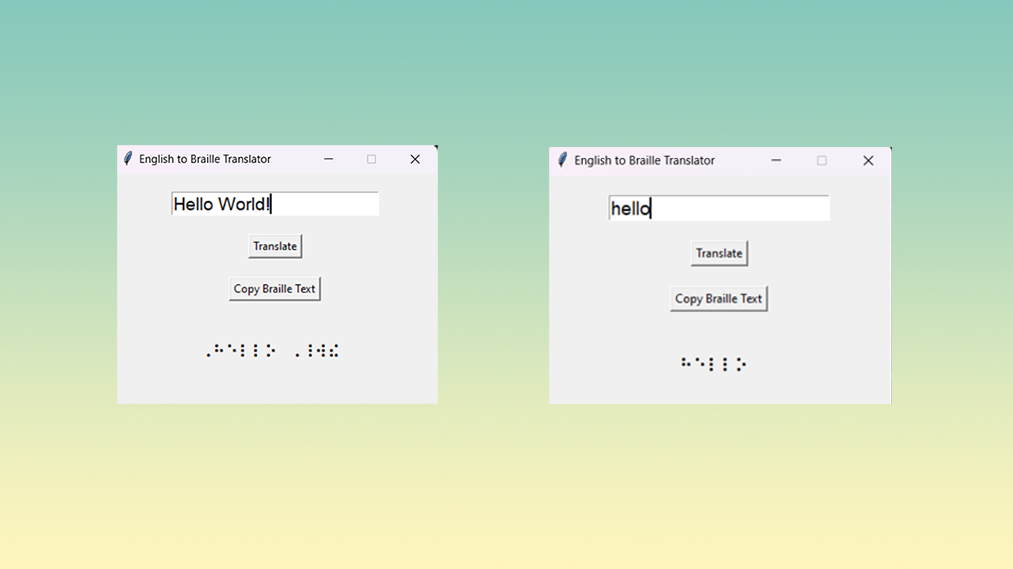 English to Braille Translator
Hello World!
Translate
Copy Braille Text
⠠⠓⠑⠇⠇⠕ ⠠⠸⠺⠮
English to Braille Translator
hello
Translate
Copy Braille Text
⠓⠑⠇⠇⠕